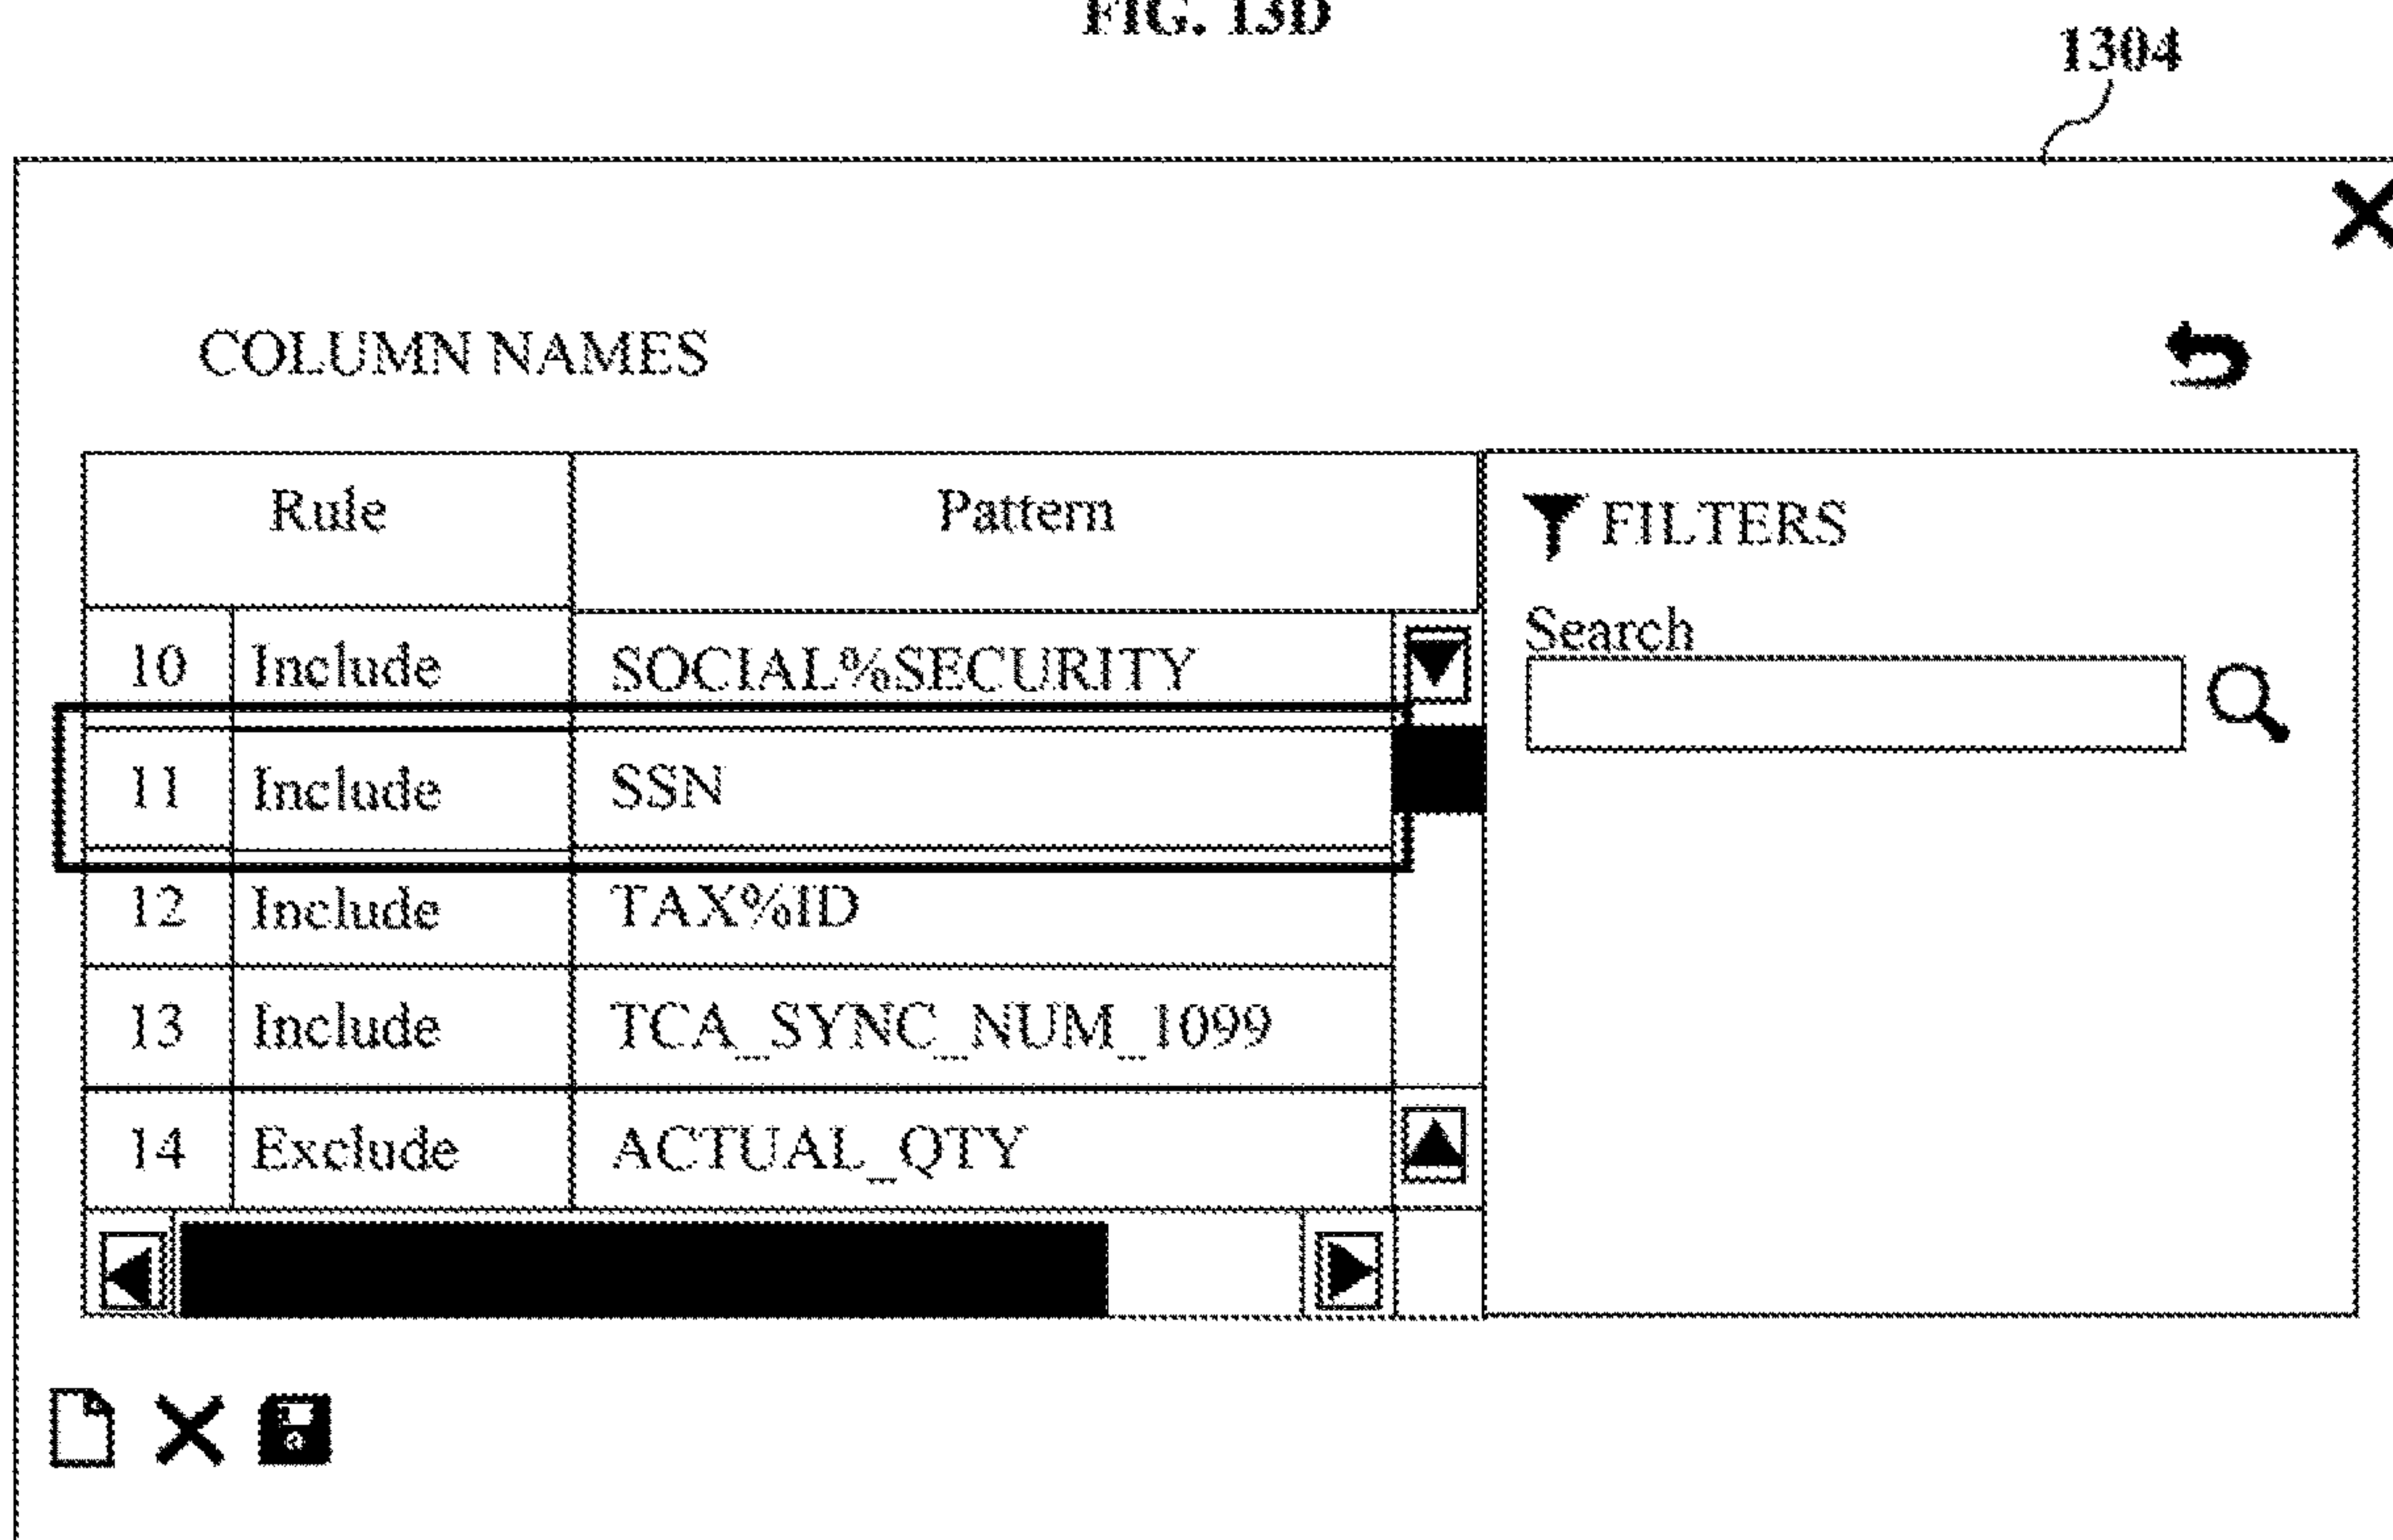 FIG. 13D
1304
COLUMN NAMES
Rule Pattern
FILTERS
Search
10 Include SOCIAL%SECURITY
11 Include SSN
12 Include TAX%ID
13 Include TCA_SYNC_NUM_1099
14 Exclude ACTUAL_QTY